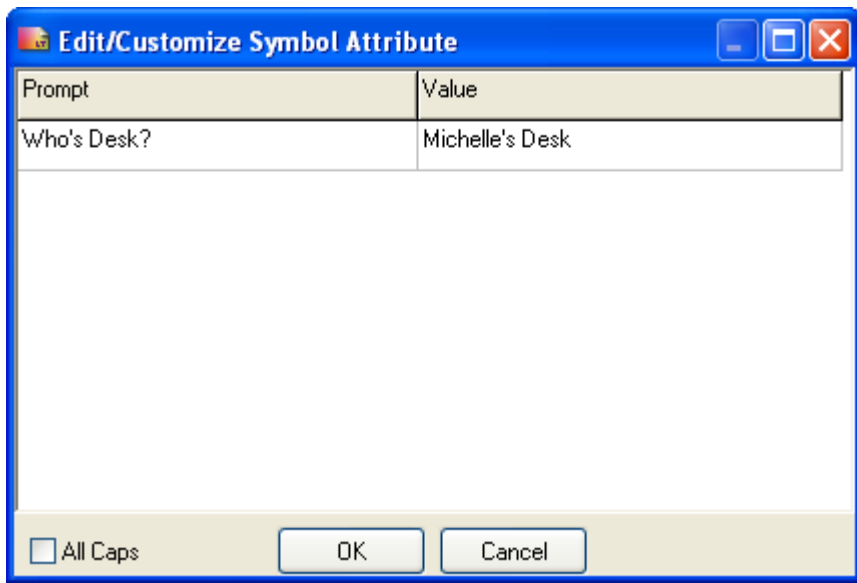 Edit/Customize Symbol Attribute
Prompt Value
Who's Desk? Michelle's Desk
All Caps OK Cancel